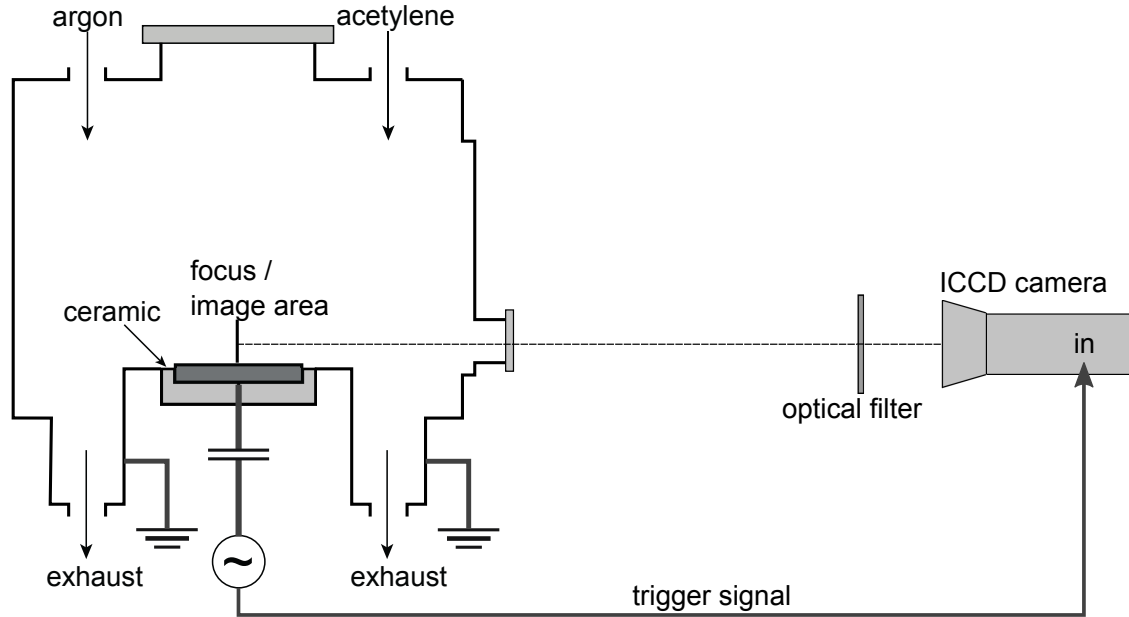 argon
acetylene
focus /
image area
ceramic
ICCD camera
in
optical filter
~
exhaust
exhaust
trigger signal